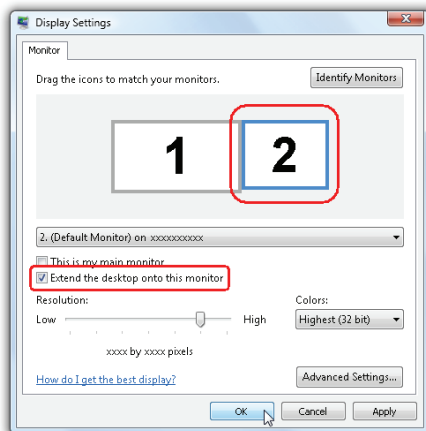 Display Settings
Monitor
Drag the icons to match your monitors.
Identify Monitors
1
2
2. (Default Monitor) on xxxxxxxxxx
This is my main monitor
Extend the desktop onto this monitor
Resolution:
Colors:
Low
High
Highest (32 bit)
xxxx by xxxx pixels
How do I get the best display?
Advanced Settings...
OK
Cancel
Apply